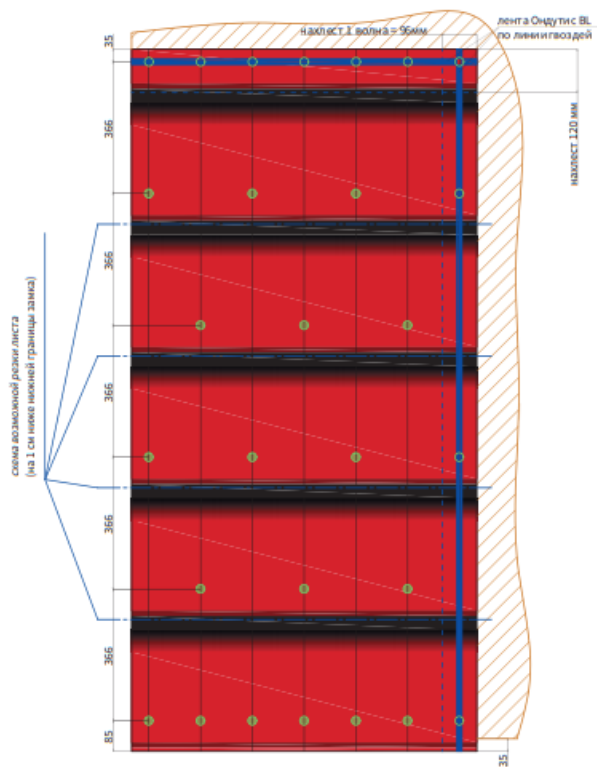 лента Ондутис BL
по линии гвоздей
нахлест 1 волна = 96мм
35
нахлест 120 мм
366
366
366
366
366
85
35
схема возможной резки листа
(на 1 см ниже нижней границы замка)